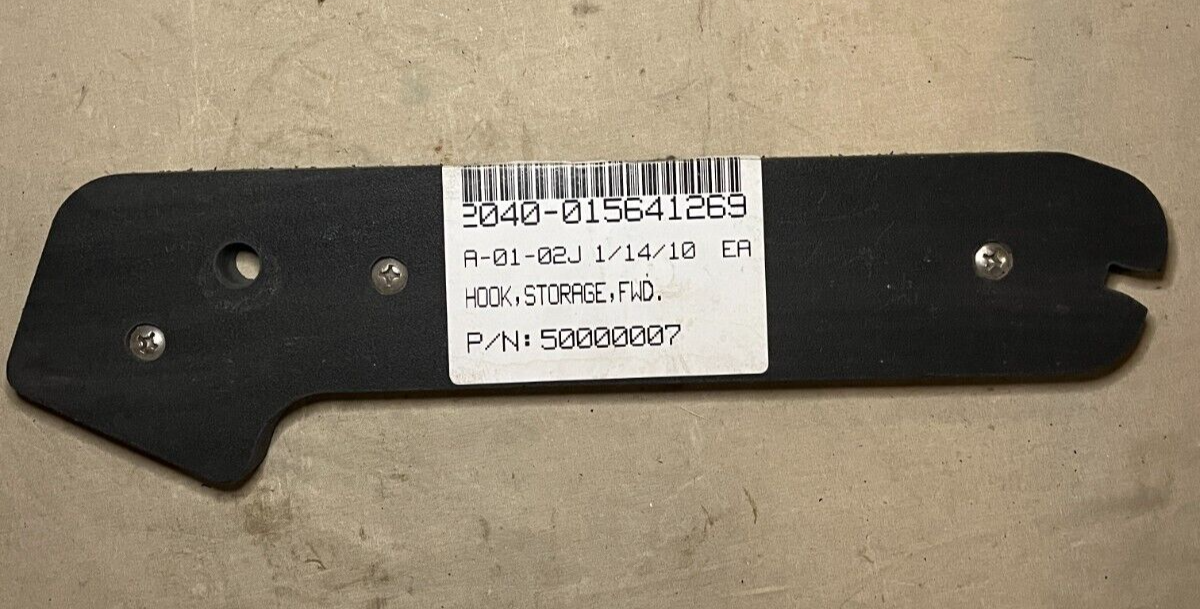 2040-015641269
A-01-02J 1/14/10 EA
HOOK,STORAGE,FWD.
P/N: 50000007